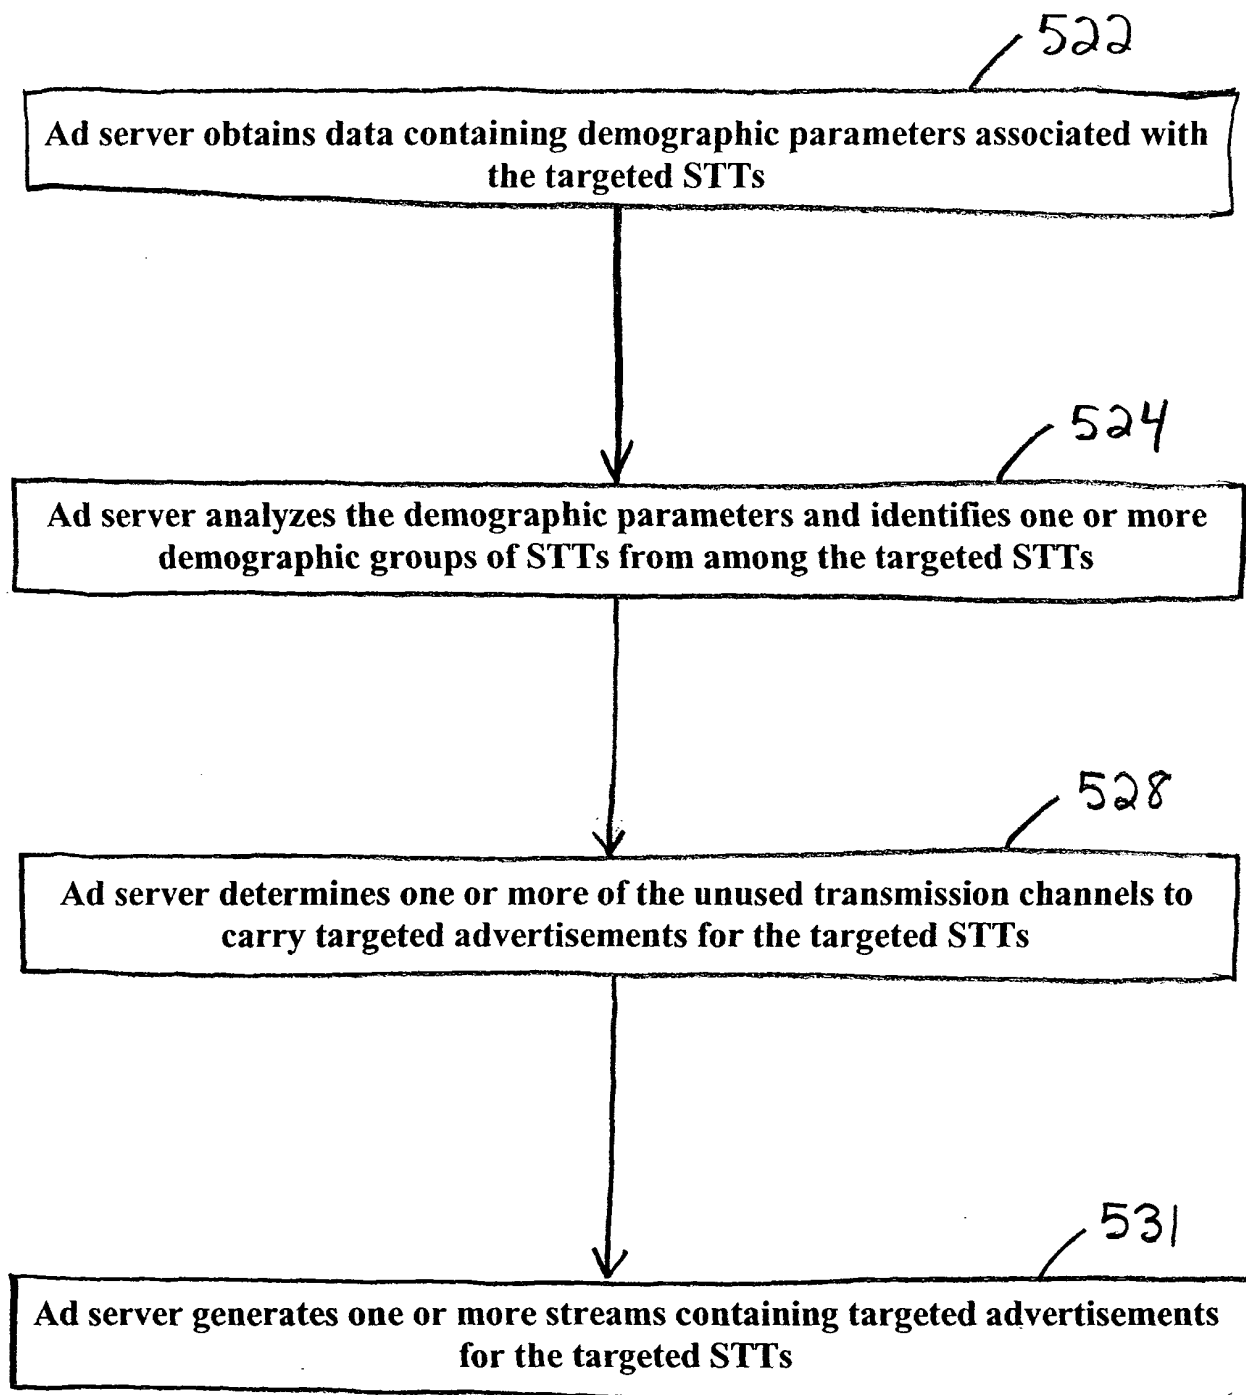 522
Ad server obtains data containing demographic parameters associated with
the targeted STTs
524
Ad server analyzes the demographic parameters and identifies one or more
demographic groups of STTs from among the targeted STTs
528
Ad server determines one or more of the unused transmission channels to
carry targeted advertisements for the targeted STTs
531
Ad server generates one or more streams containing targeted advertisements
for the targeted STTs